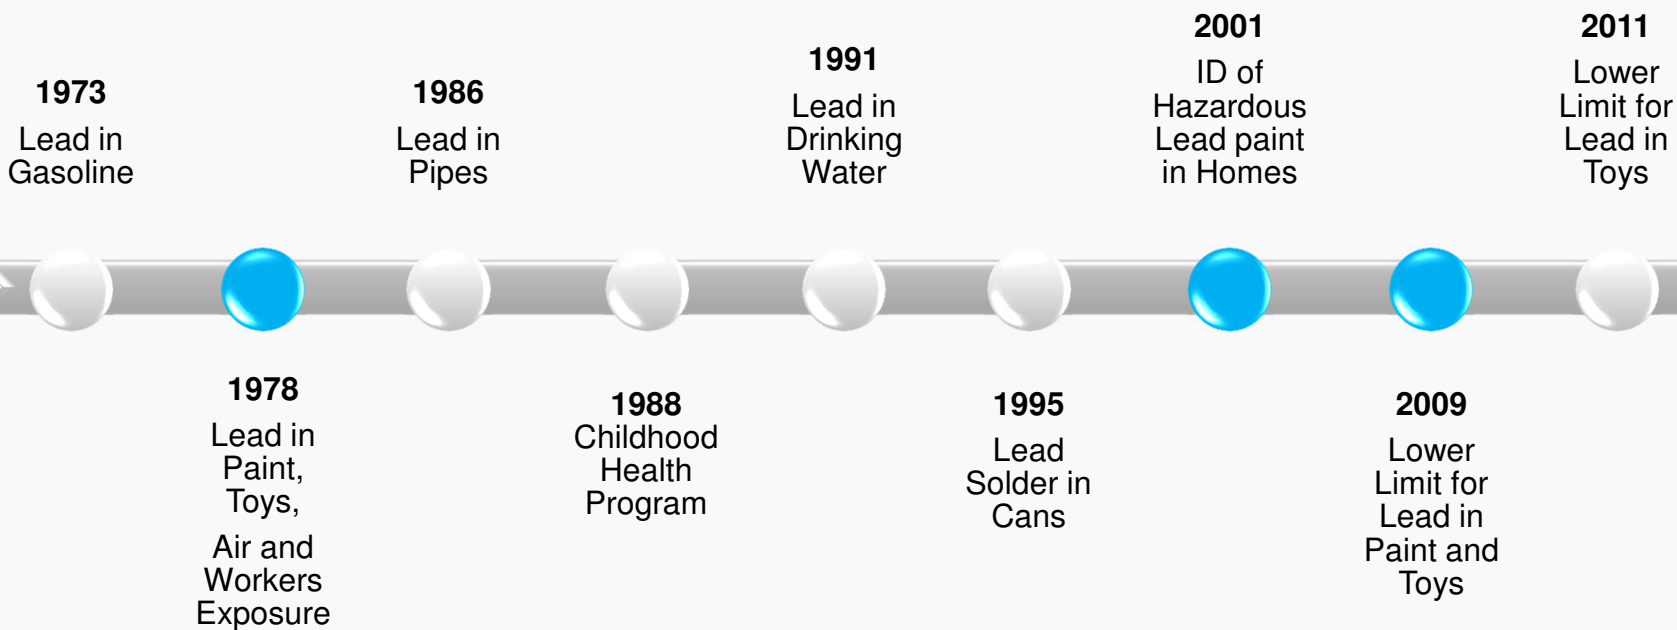 1973
Lead in
Gasoline
1978
Lead in
Paint,
Toys,
Air and
Workers
Exposure
1986
Lead in
Pipes
1988
Childhood
Health
Program
1991
Lead in
Drinking
Water
1995
Lead
Solder in
Cans
2001
ID of
Hazardous
Lead paint
in Homes
2009
Lower
Limit for
Lead in
Paint and
Toys
2011
Lower
Limit for
Lead in
Toys